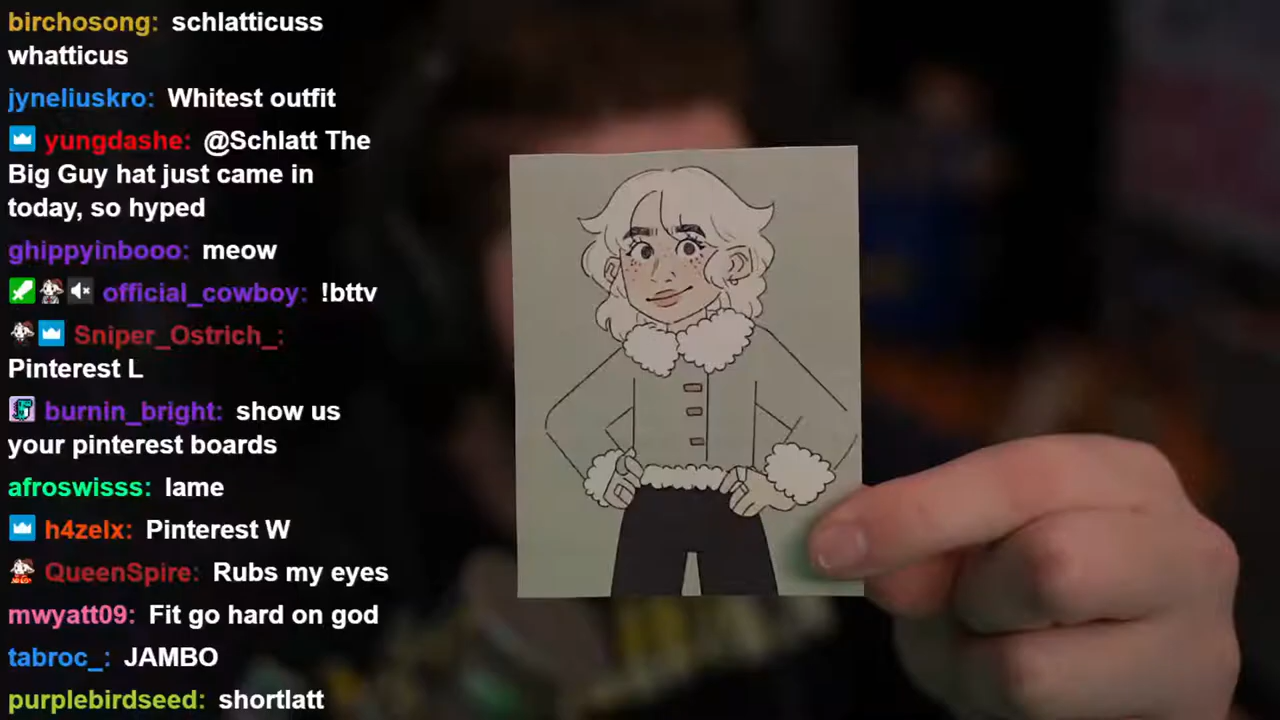 birchosong: schlatticuss
whatticus
jyneliuskro: Whitest outfit
yungdashe: @Schlatt The
Big Guy hat just came in
today, so hyped
ghippyinbooo: meow
official_cowboy: !bttv
Sniper_Ostrich_:
Pinterest L
burnin_bright: show us
your pinterest boards
afroswisss: lame
h4zelx: Pinterest W
QueenSpire: Rubs my eyes
mwyatt09: Fit go hard on god
tabroc_: JAMBO
purplebirdseed: shortlatt